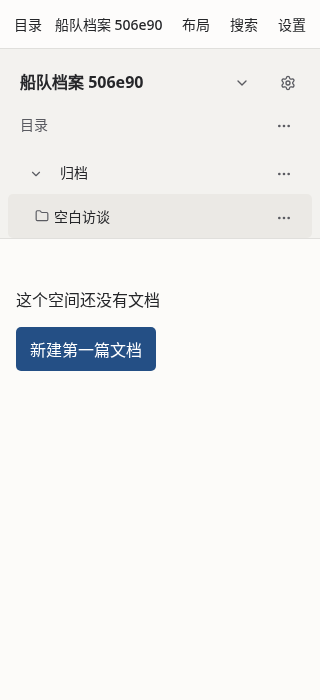 目录 船队档案 506e90 布局 搜索 设置
船队档案 506e90
目录
归档
空白访谈
这个空间还没有文档
新建第一篇文档